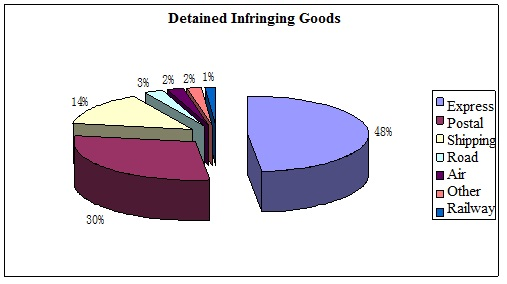 Detained Infringing Goods
3% 2% 2% 1%
14%
48%
30%
Express
Postal
Shipping
Road
Air
Other
Railway